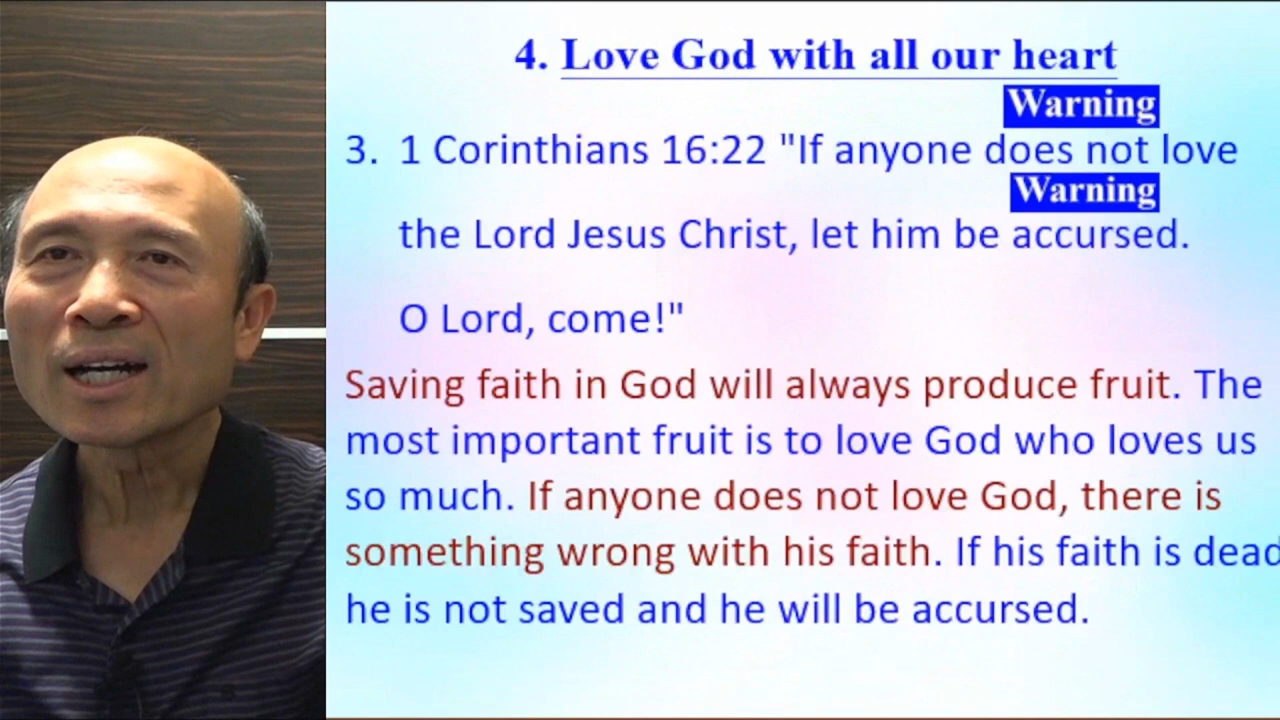 4. Love God with all our heart
Warning
3. 1 Corinthians 16:22 "If anyone does not love
Warning
the Lord Jesus Christ, let him be accursed.
O Lord, come!"
Saving faith in God will always produce fruit. The
most important fruit is to love God who loves us
so much. If anyone does not love God, there is
something wrong with his faith. If his faith is dead
he is not saved and he will be accursed.